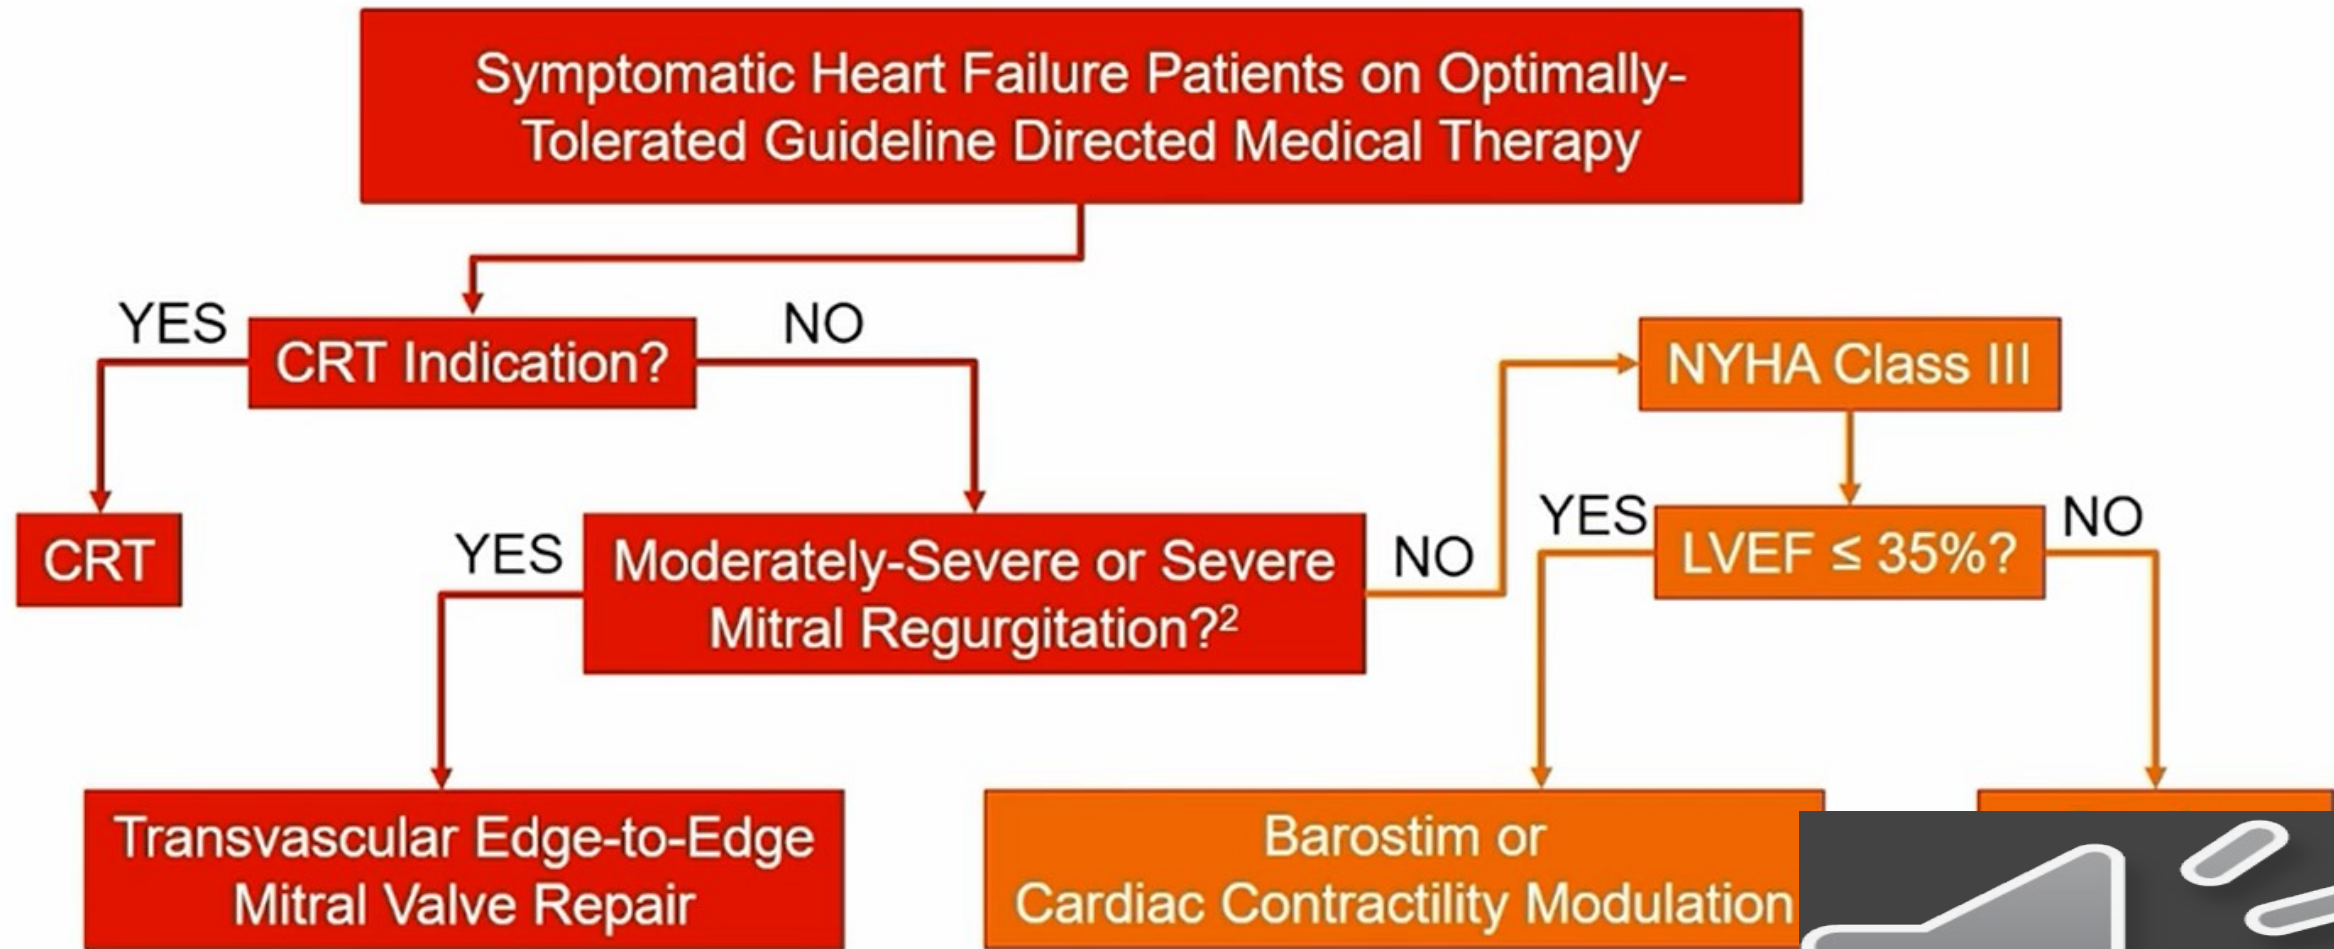 Symptomatic Heart Failure Patients on Optimally-
Tolerated Guideline Directed Medical Therapy
YES
CRT Indication?
NO
NYHA Class III
CRT
YES
Moderately-Severe or Severe
Mitral Regurgitation?²
NO
YES
LVEF ≤ 35%?
NO
Transvascular Edge-to-Edge
Mitral Valve Repair
Barostim or
Cardiac Contractility Modulation